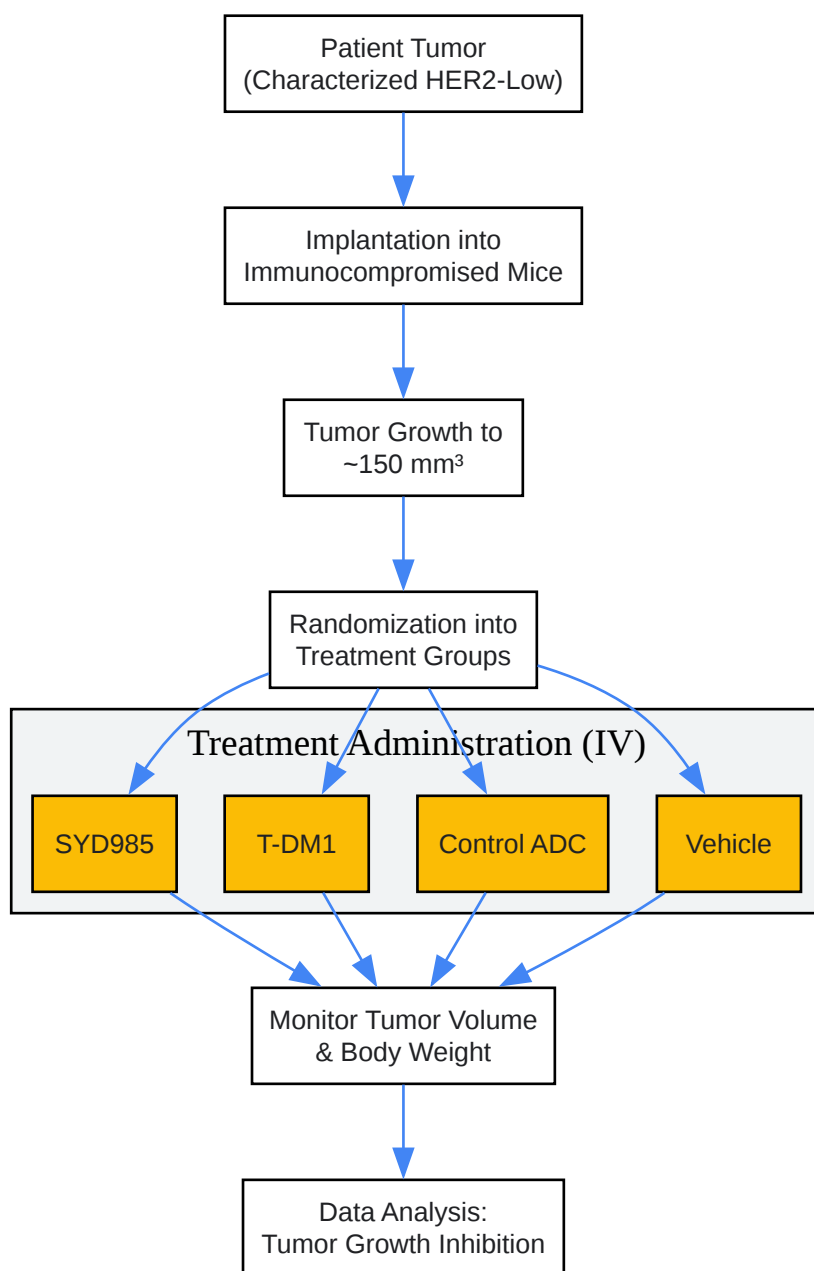 Patient Tumor
(Characterized HER2-Low)
Implantation into
Immunocompromised Mice
Tumor Growth to
~150 mm³
Randomization into
Treatment Groups
Treatment Administration (IV)
SYD985
T-DM1
Control ADC
Vehicle
Monitor Tumor Volume
& Body Weight
Data Analysis:
Tumor Growth Inhibition